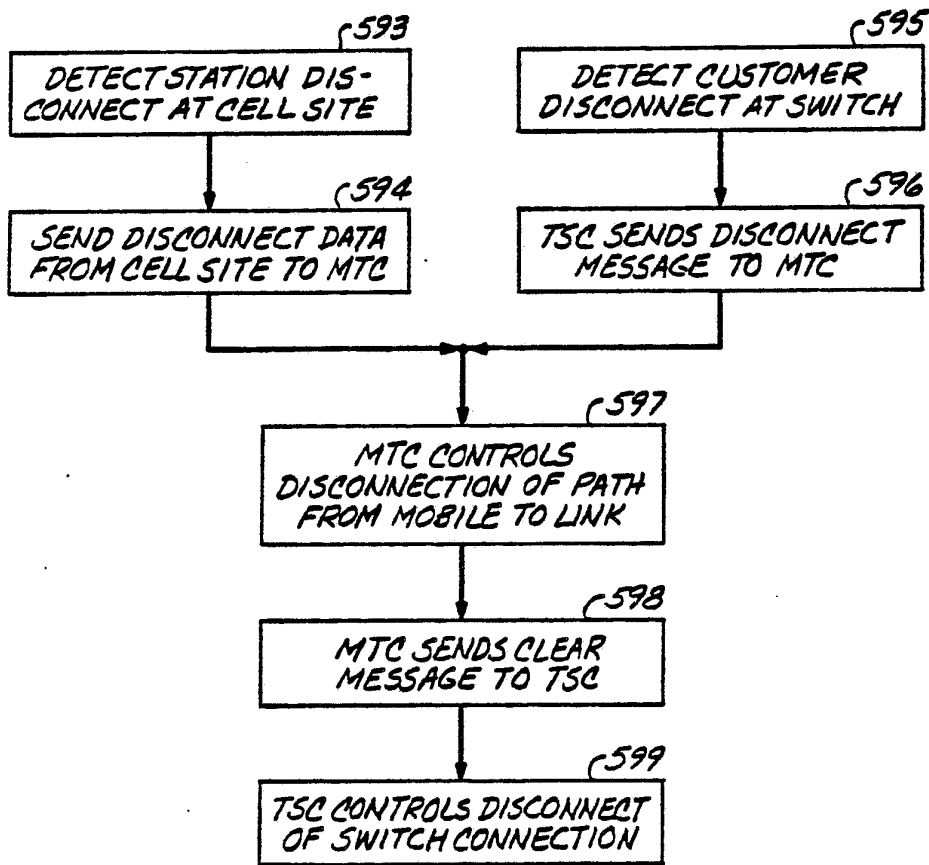 593
DETECT STATION DIS-
CONNECT AT CELL SITE
595
DETECT CUSTOMER
DISCONNECT AT SWITCH
594
SEND DISCONNECT DATA
FROM CELL SITE TO MTC
596
TSC SENDS DISCONNECT
MESSAGE TO MTC
597
MTC CONTROLS
DISCONNECTION OF PATH
FROM MOBILE TO LINK
598
MTC SENDS CLEAR
MESSAGE TO TSC
599
TSC CONTROLS DISCONNECT
OF SWITCH CONNECTION